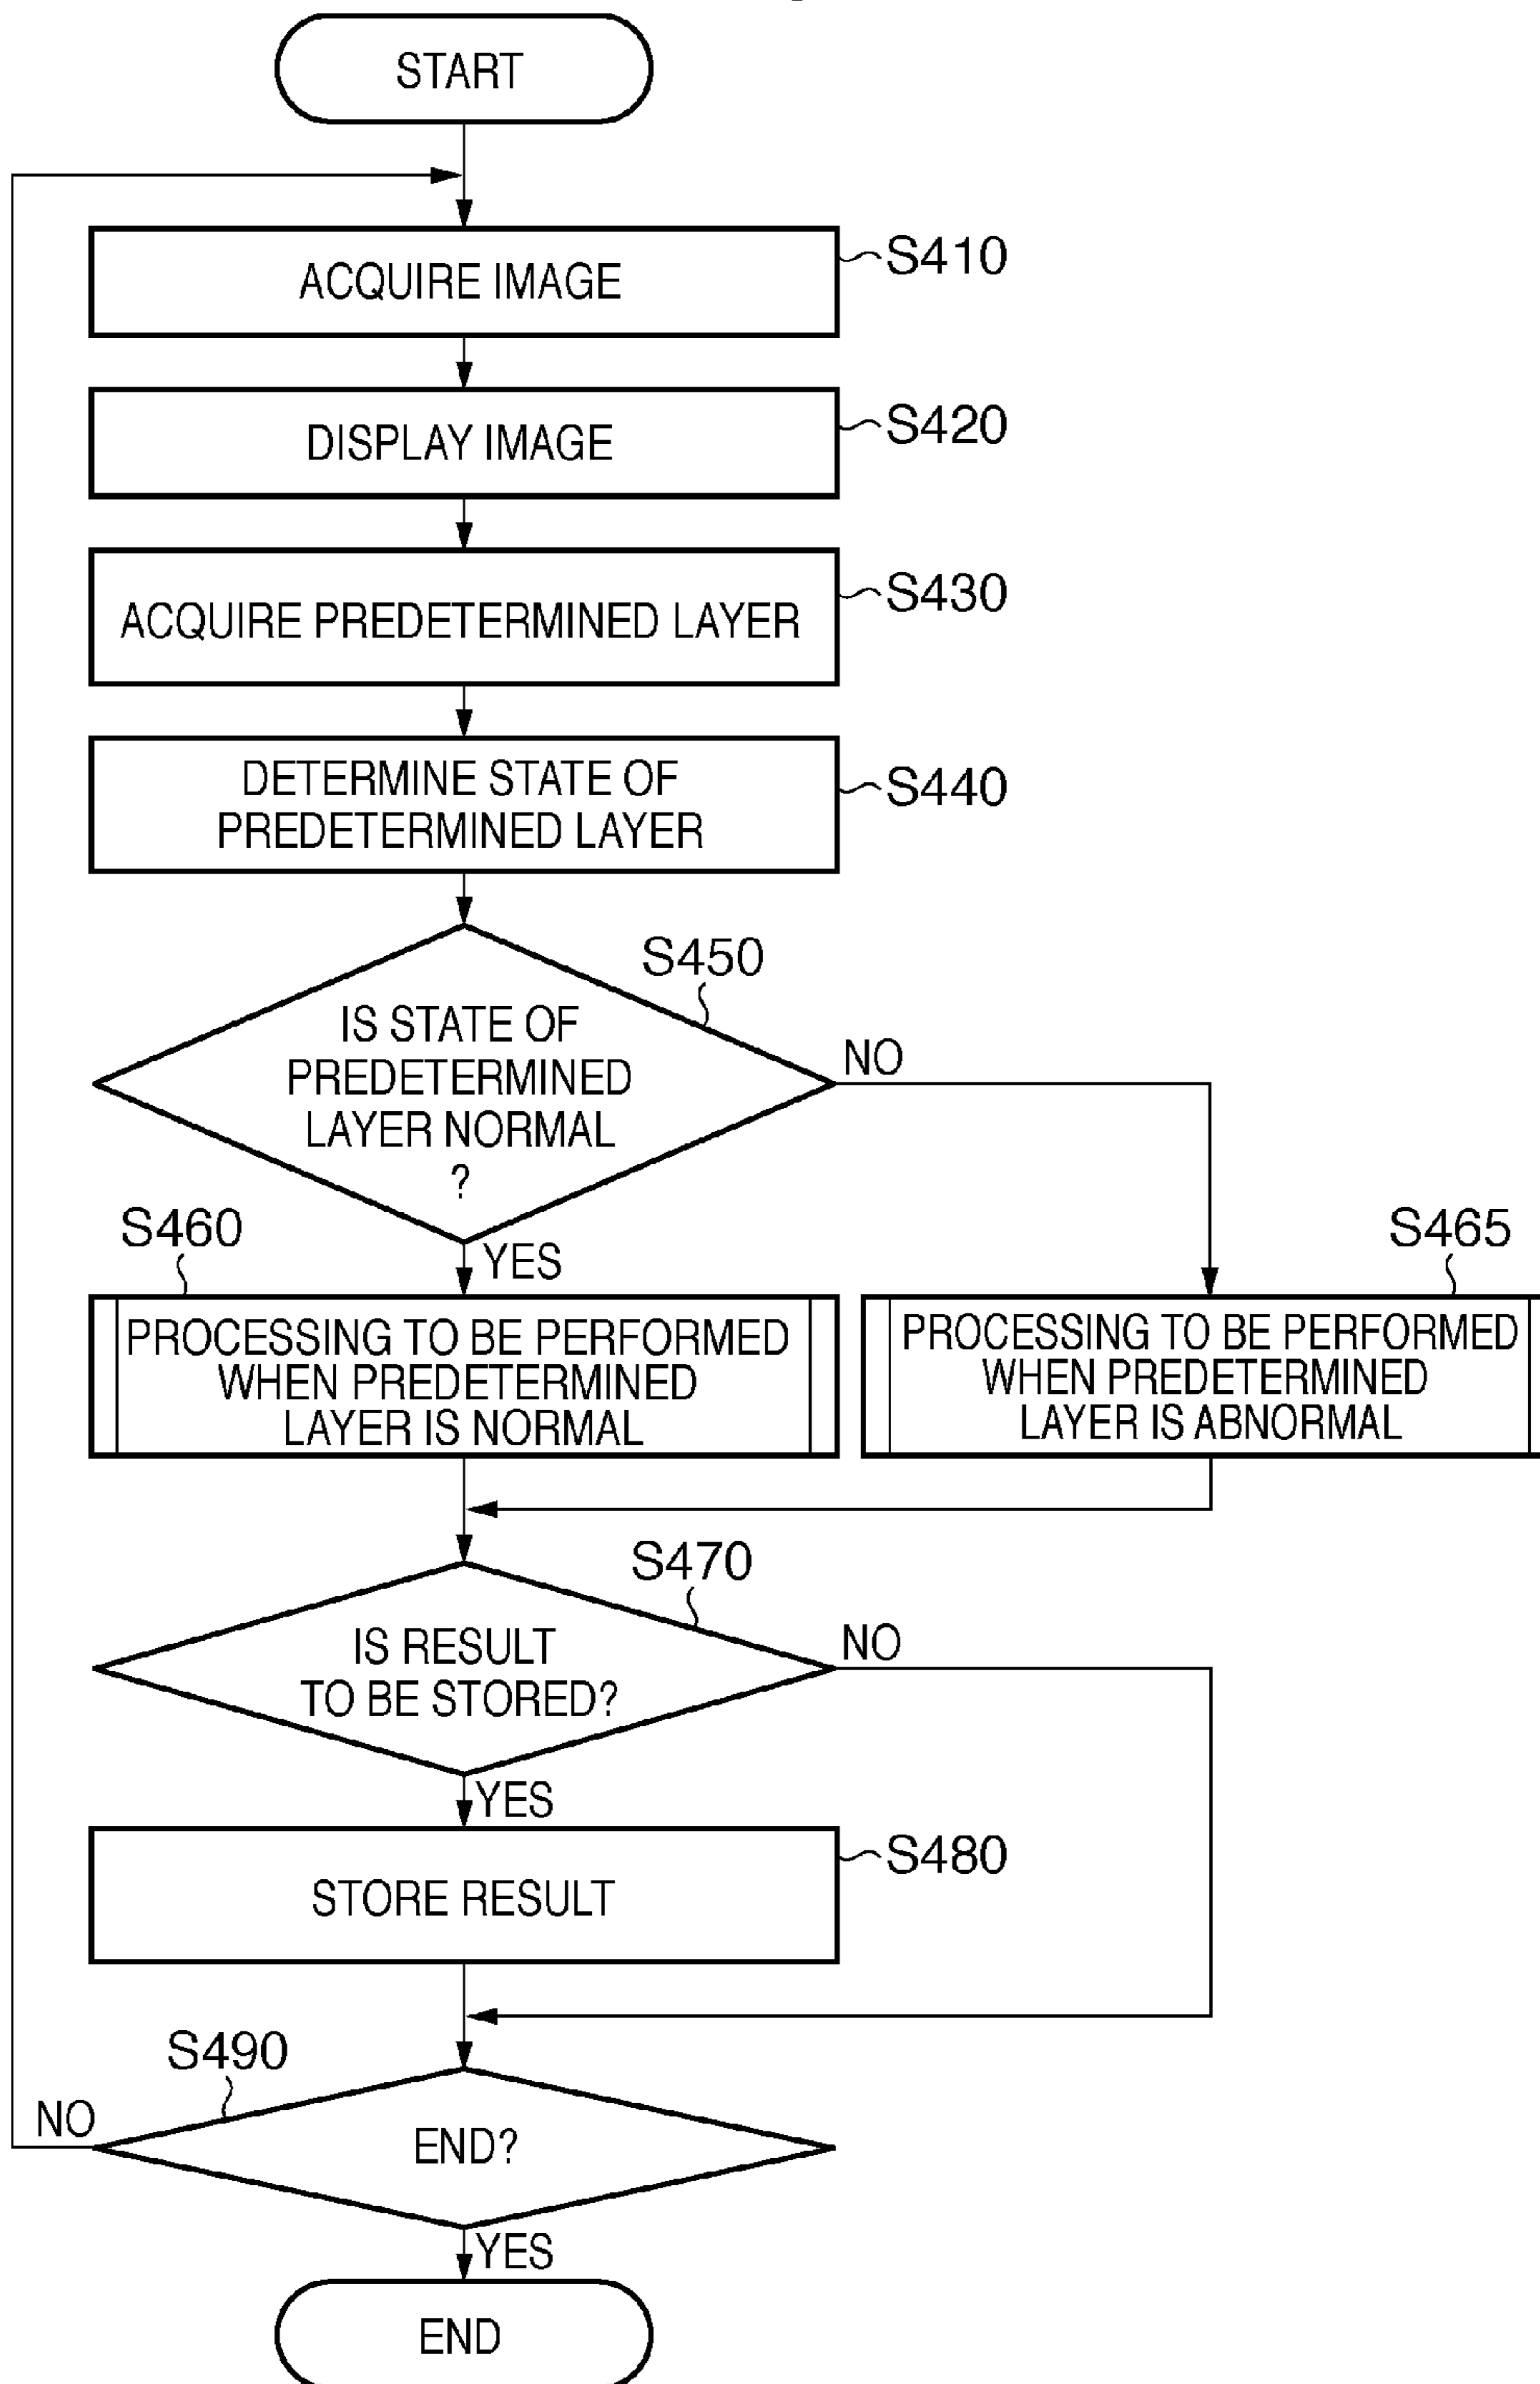 START
ACQUIRE IMAGE
S410
DISPLAY IMAGE
S420
ACQUIRE PREDETERMINED LAYER
S430
DETERMINE STATE OF
PREDETERMINED LAYER
S440
S450
IS STATE OF
PREDETERMINED
LAYER NORMAL
?
NO
YES
S460
PROCESSING TO BE PERFORMED
WHEN PREDETERMINED
LAYER IS NORMAL
S465
PROCESSING TO BE PERFORMED
WHEN PREDETERMINED
LAYER IS ABNORMAL
S470
IS RESULT
TO BE STORED?
NO
YES
STORE RESULT
S480
S490
NO
END?
YES
END